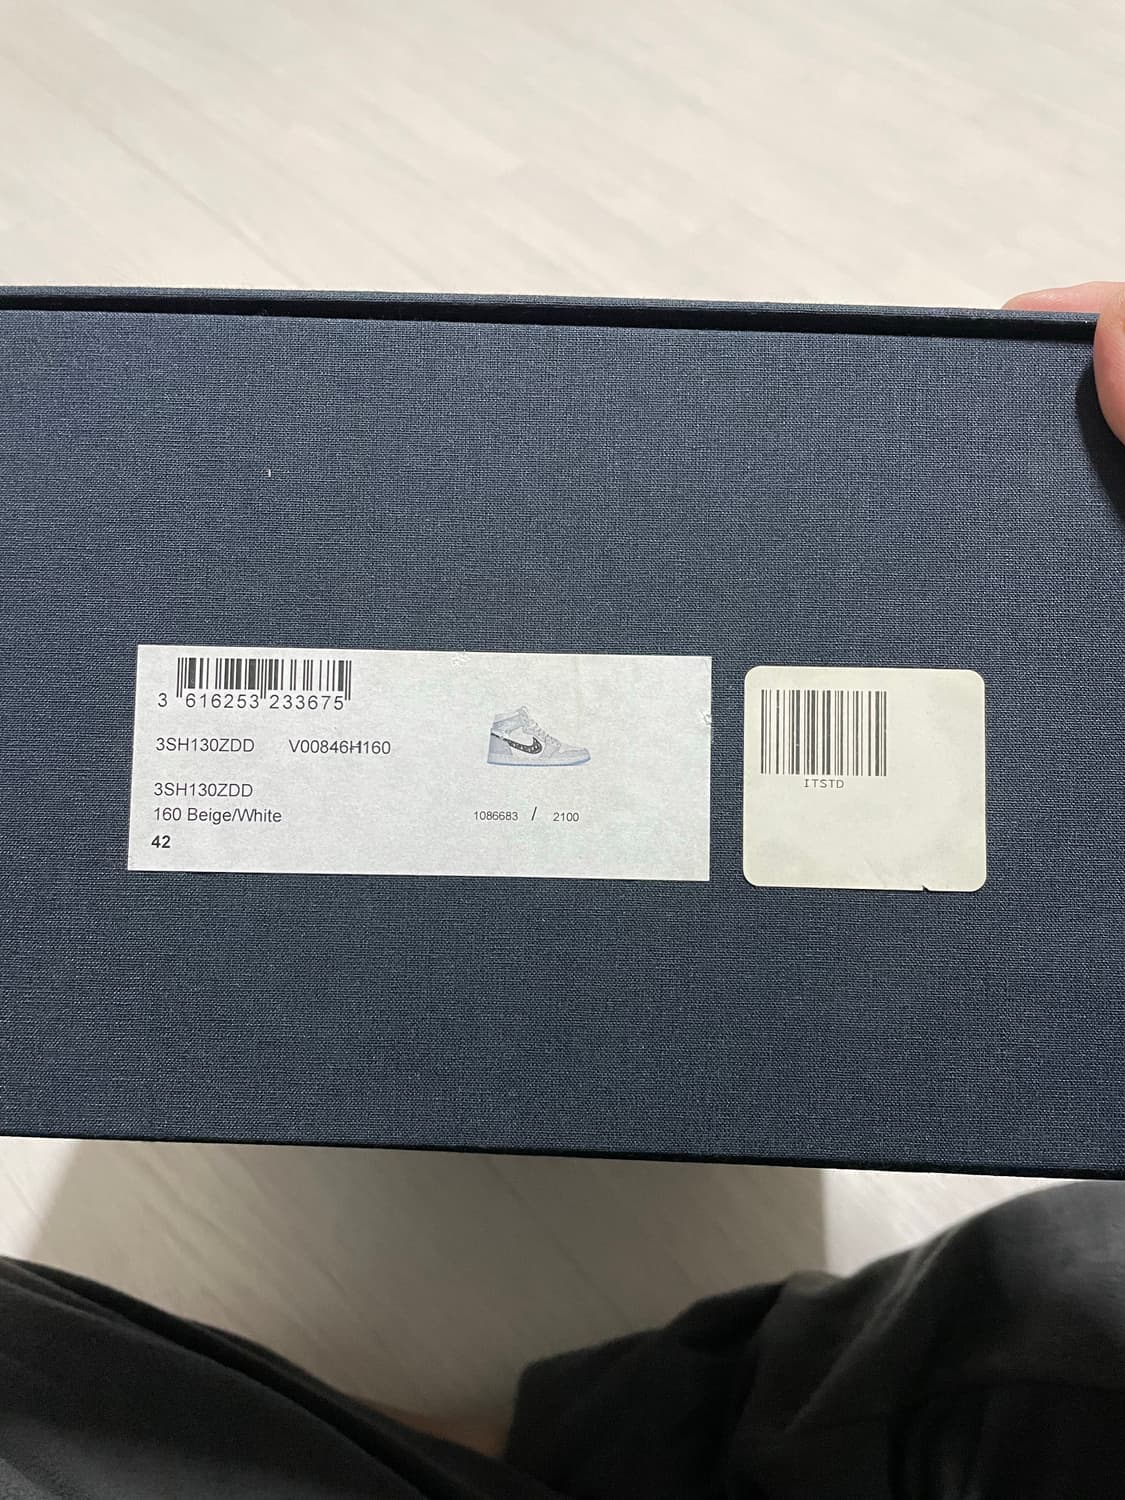 3 616253 233675
3SH130ZDD V00846H160
3SH130ZDD
160 Beige/White
42
1086683 / 2100
ITSTD